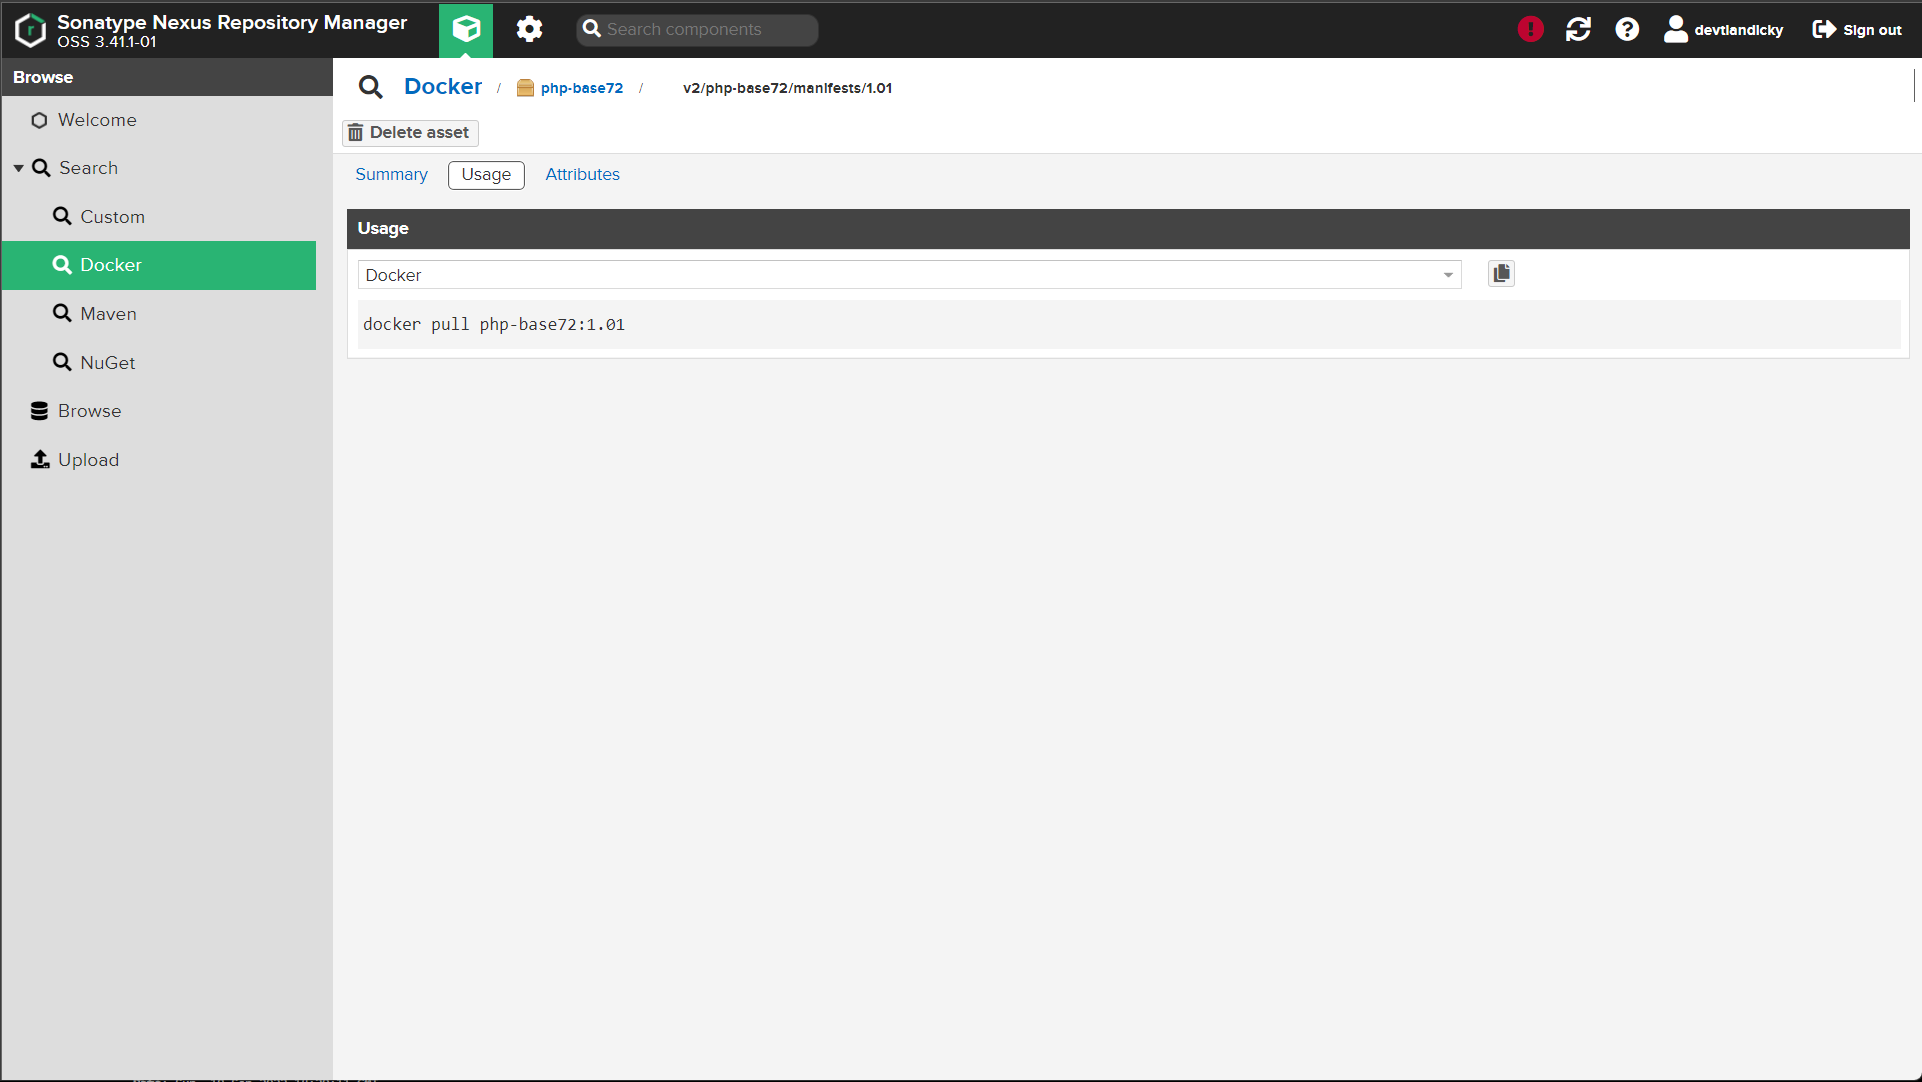 Sonatype Nexus Repository Manager
OSS 3.41.1-01
Search components
devtlandlcky
Sign out
Browse
Docker / php-base72 / v2/php-base72/manifests/1.01
Welcome
Delete asset
Search
Summary
Usage
Attributes
Custom
Usage
Docker
Docker
Maven
docker pull php-base72:1.01
NuGet
Browse
Upload